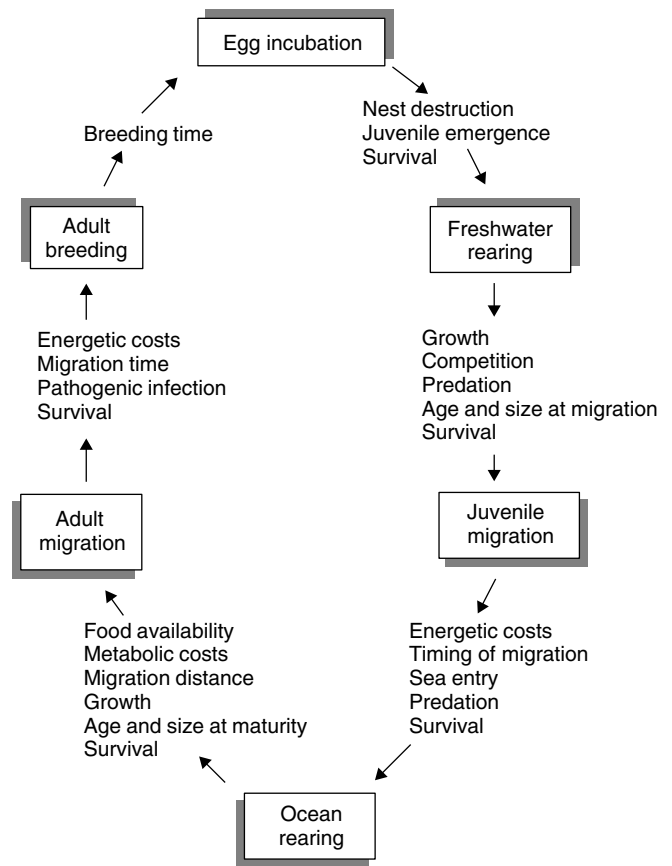 Egg incubation
Nest destruction
Juvenile emergence
Survival
Freshwater
rearing
Growth
Competition
Predation
Age and size at migration
Survival
Juvenile
migration
Energetic costs
Timing of migration
Sea entry
Predation
Survival
Ocean
rearing
Food availability
Metabolic costs
Migration distance
Growth
Age and size at maturity
Survival
Adult
migration
Energetic costs
Migration time
Pathogenic infection
Survival
Adult
breeding
Breeding time